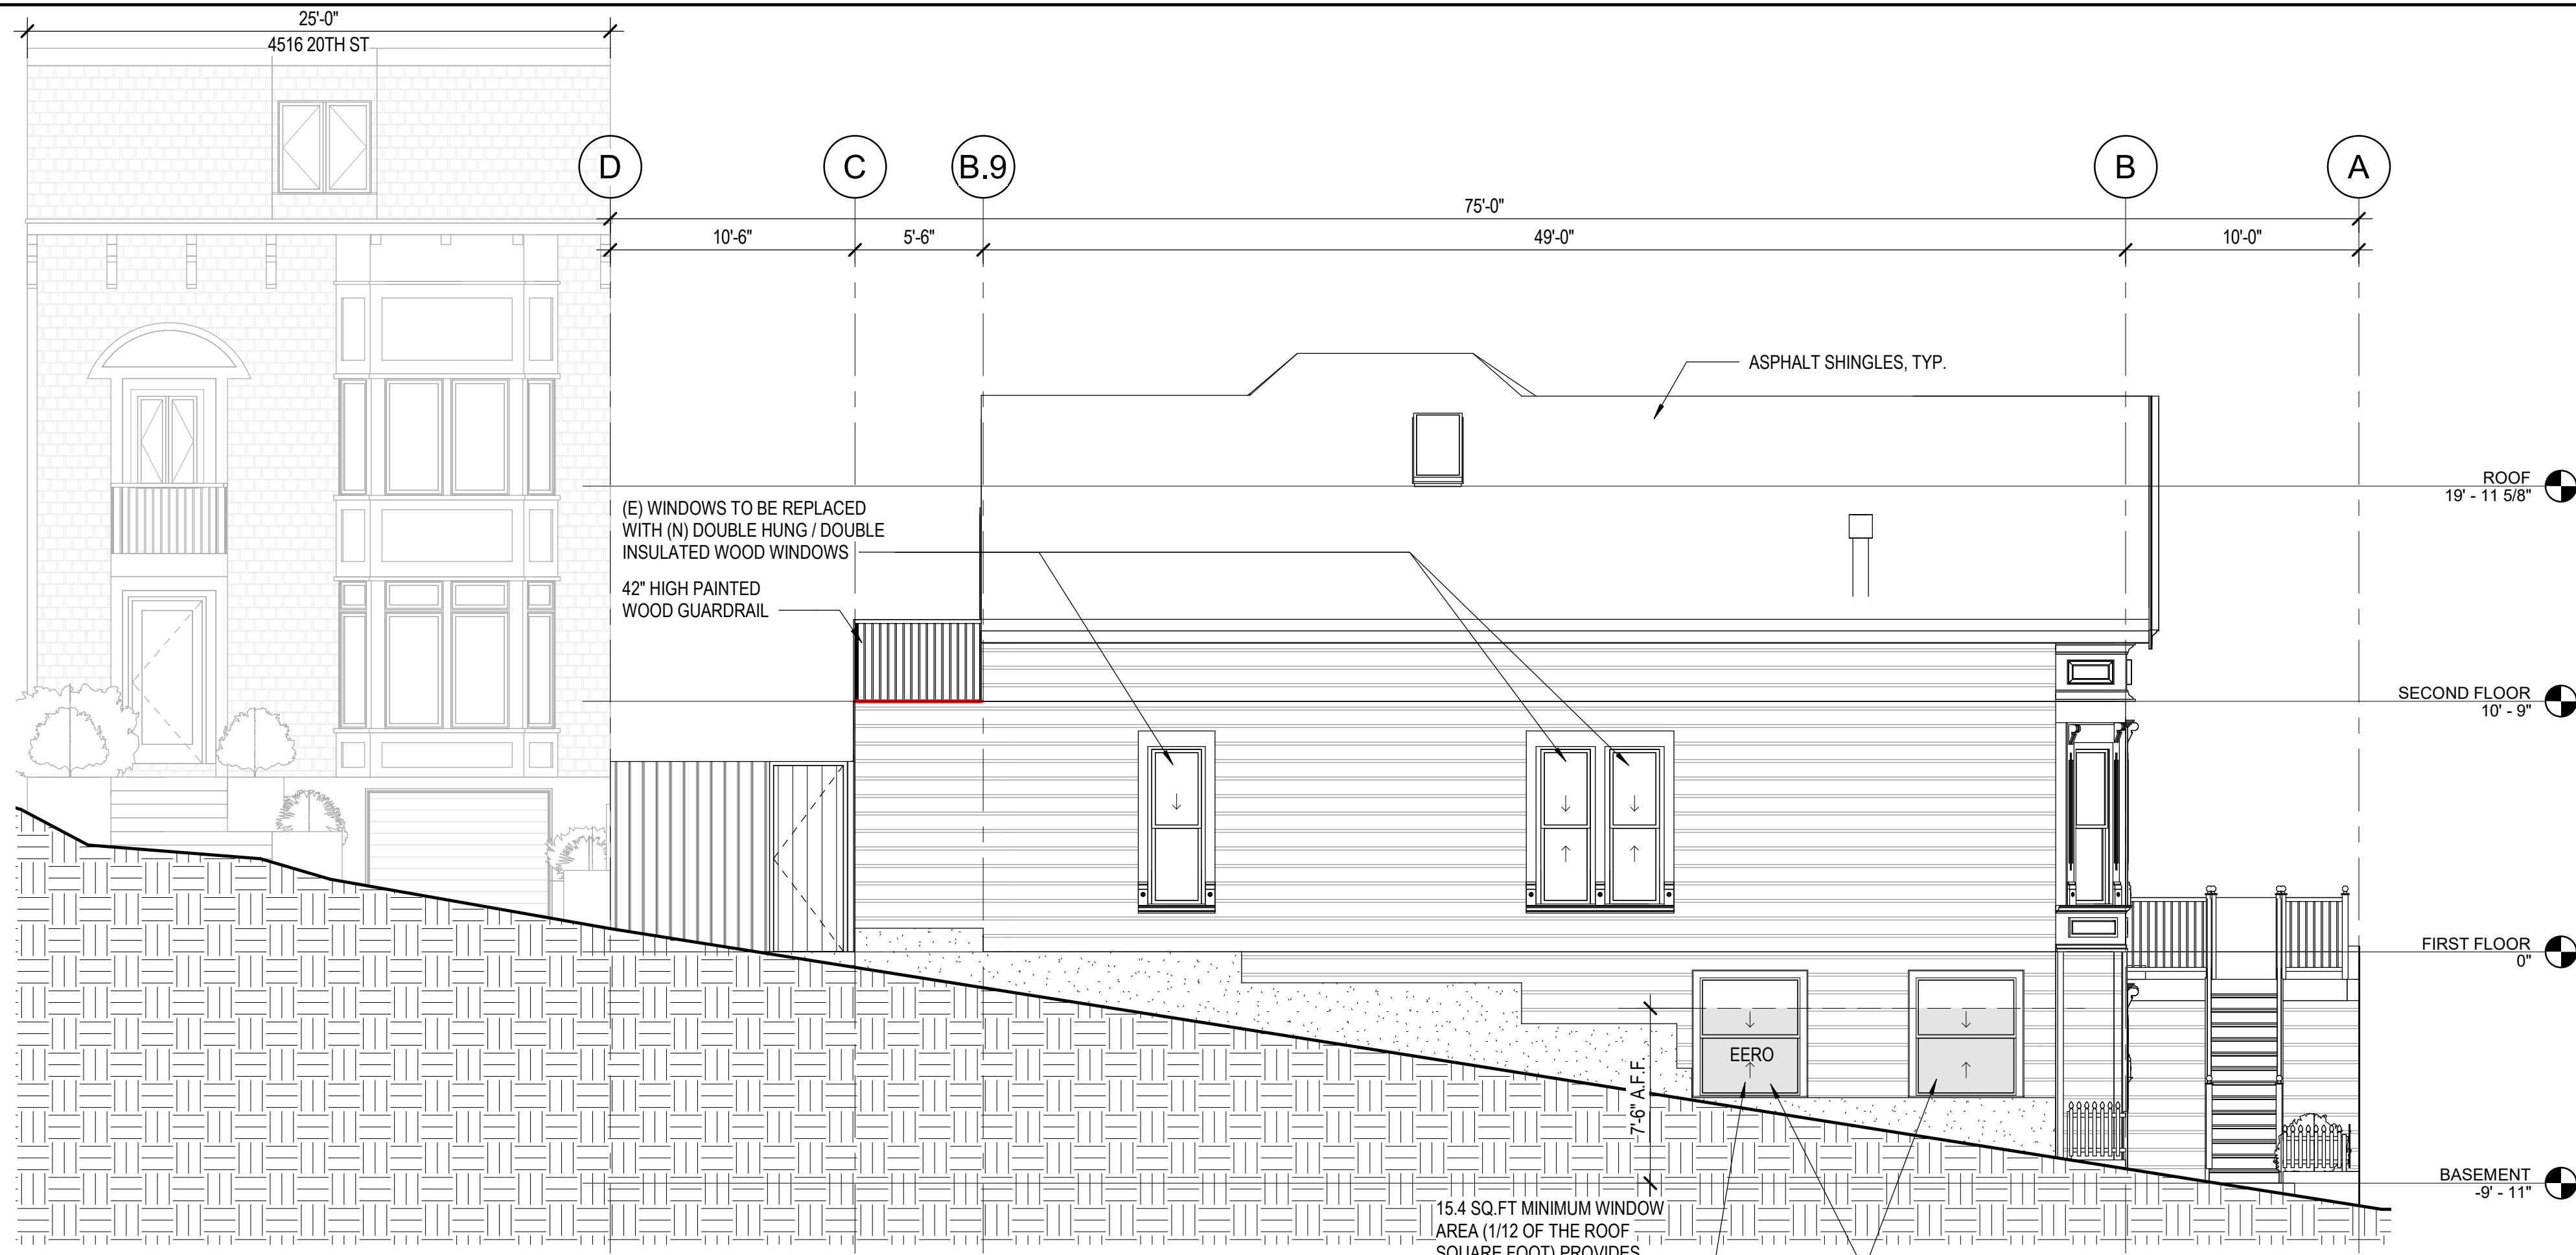 25'-0"
4516 20TH ST
D
C
B.9
B
A
75'-0"
10'-6"
5'-6"
49'-0"
10'-0"
ASPHALT SHINGLES, TYP.
ROOF
19' - 11 5/8"
(E) WINDOWS TO BE REPLACED
WITH (N) DOUBLE HUNG / DOUBLE
INSULATED WOOD WINDOWS
42" HIGH PAINTED
WOOD GUARDRAIL
SECOND FLOOR
10' - 9"
FIRST FLOOR
0"
EERO
7'-6" A.F.F.
BASEMENT
-9' - 11"
15.4 SQ.FT MINIMUM WINDOW
AREA (1/12 OF THE ROOF
SQUARE FOOT) PROVIDES